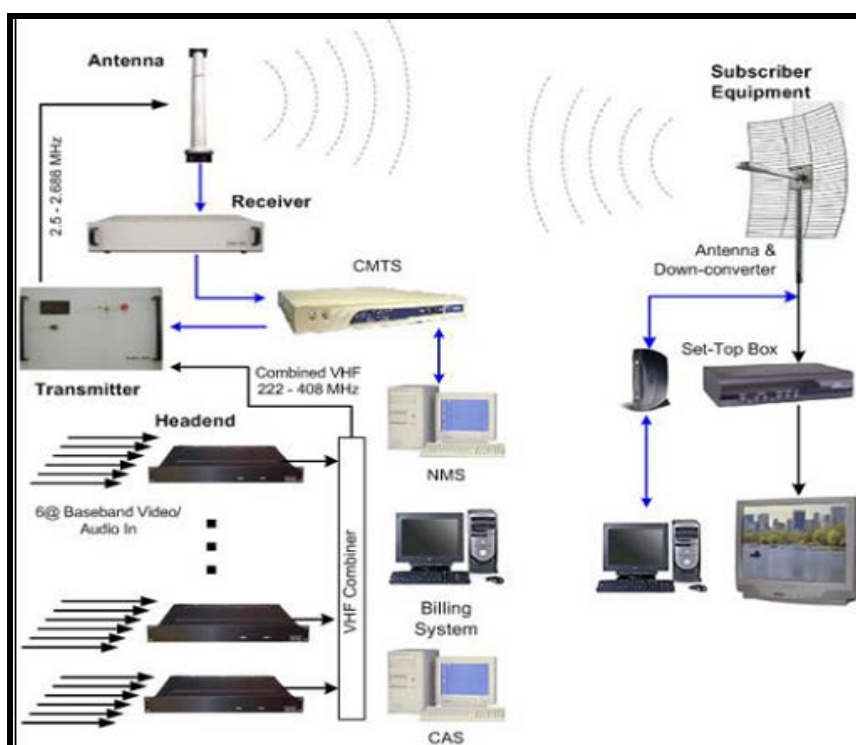 Antenna
Subscriber
Equipment
2.5 - 2.686 MHz
Receiver
CMTS
Antenna &
Down-converter
Set-Top Box
Transmitter
Combined VHF
222 - 408 MHz
Headend
NMS
6@ Baseband Video/
Audio In
VHF Combiner
Billing
System
CAS